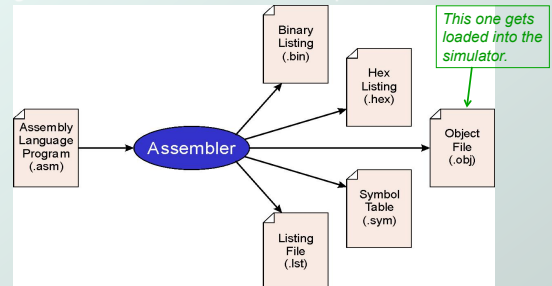 This one gets
loaded into the
simulator.
Binary
Listing
(.bin)
Hex
Listing
(.hex)
Assembly
Language
Program
(.asm)
Assembler
Object
File
(.obj)
Symbol
Table
(.sym)
Listing
File
(.lst)